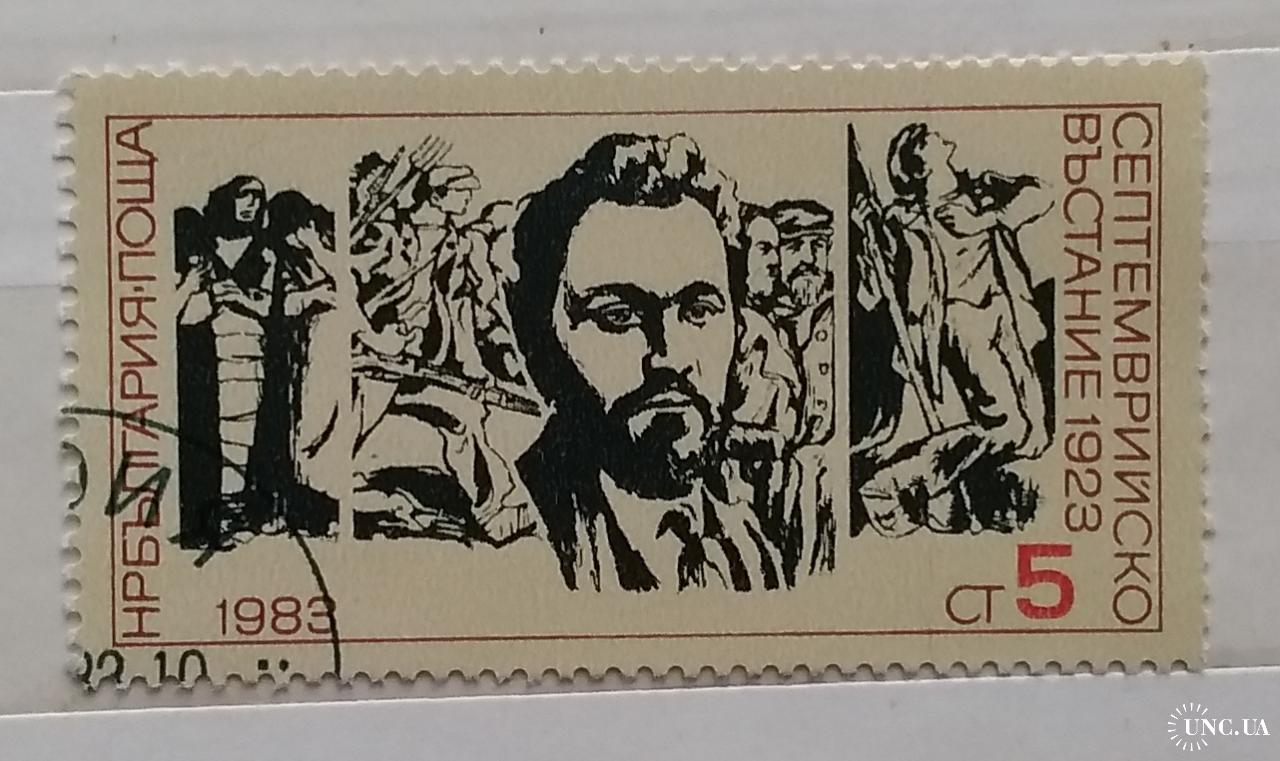 НРБЪЛГАРИЯ·ПОЩА
1983
СЕПТЕМВРИЙСКО
ВЪСТАНИЕ 1923
СТ 5
UNC.UA